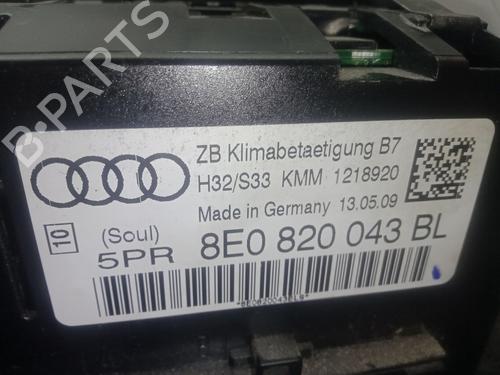 B-PARTS
ZB Klimabetaetigung B7
H32/S33 KMM 1218920
Made in Germany 13.05.09
10
(Soul)
5PR 8E0 820 043 BL
*8E0820043BL9*